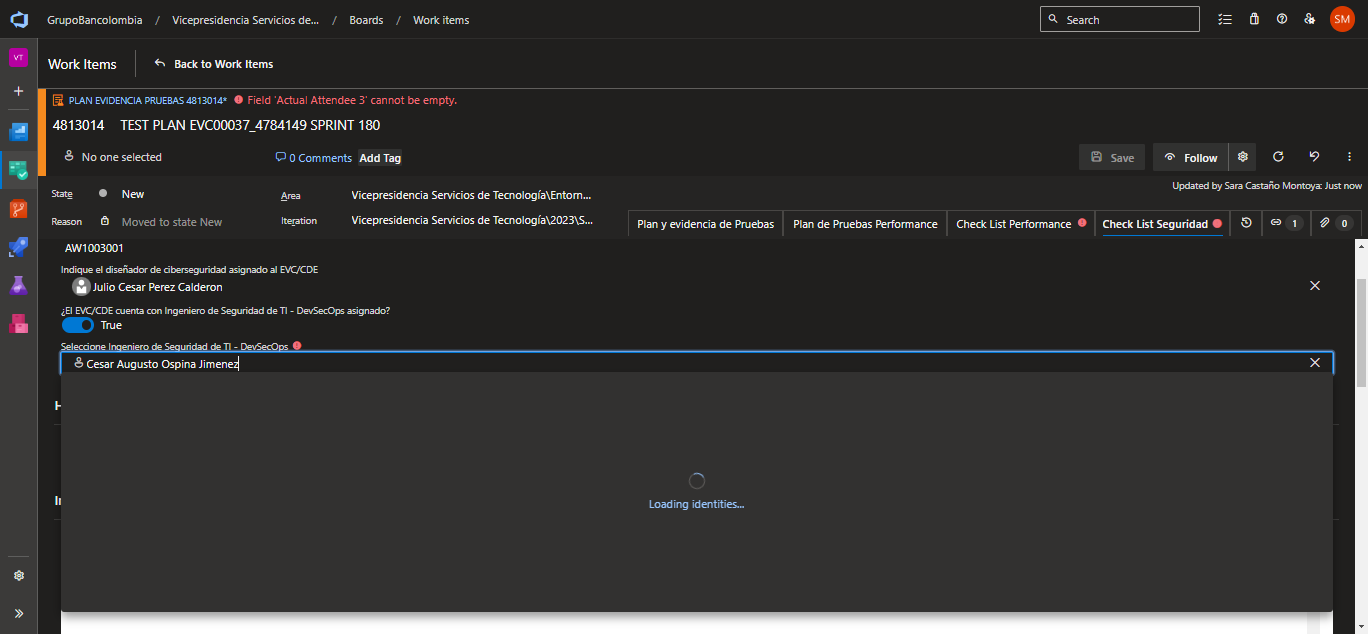 GrupoBancolombia / Vicepresidencia Servicios de... / Boards / Work items
Search
SM
VT
Work Items
Back to Work Items
PLAN EVIDENCIA PRUEBAS 4813014* Field 'Actual Attendee 3' cannot be empty.
4813014 TEST PLAN EVC00037_4784149 SPRINT 180
No one selected
0 Comments
Add Tag
Save
Follow
Updated by Sara Castaño Montoya: Just now
State New
Area Vicepresidencia Servicios de Tecnología\Entorn...
Reason Moved to state New
Iteration Vicepresidencia Servicios de Tecnología\2023\S...
Plan y evidencia de Pruebas
Plan de Pruebas Performance
Check List Performance
Check List Seguridad
1
0
AW1003001
Indique el diseñador de ciberseguridad asignado al EVC/CDE
Julio Cesar Perez Calderon
¿El EVC/CDE cuenta con Ingeniero de Seguridad de TI - DevSecOps asignado?
True
Seleccione Ingeniero de Seguridad de TI - DevSecOps
Cesar Augusto Ospina Jimenez
Loading identities...